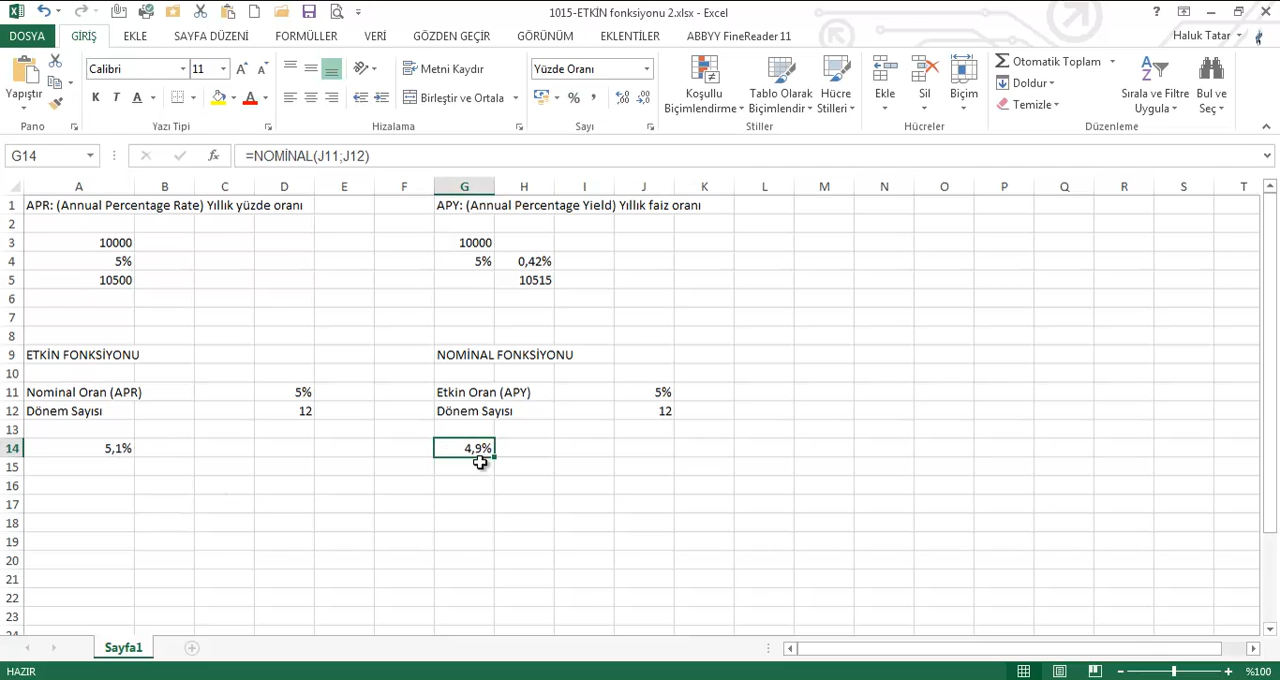 1015-ETKİN fonksiyonu 2.xlsx - Excel
DOSYA GİRİŞ EKLE SAYFA DÜZENİ FORMÜLLER VERİ GÖZDEN GEÇİR GÖRÜNÜM EKLENTİLER ABBYY FineReader 11 Haluk Tatar
Yapıştır
Calibri 11
K T A
Metni Kaydır
Birleştir ve Ortala
Yüzde Oranı
Koşullu Biçimlendirme
Tablo Olarak Biçimlendir
Hücre Stilleri
Ekle
Sil
Biçim
Otomatik Toplam
Doldur
Temizle
Sırala ve Filtre Uygula
Bul ve Seç
Pano Yazı Tipi Hizalama Sayı Stiller Hücreler Düzenleme
G14 fx =NOMİNAL(J11;J12)
A B C D E F G H I J K L M N O P Q R S T
1 APR: (Annual Percentage Rate) Yıllık yüzde oranı APY: (Annual Percentage Yield) Yıllık faiz oranı
2
3 10000 10000
4 5% 5% 0,42%
5 10500 10515
6
7
8
9 ETKİN FONKSİYONU NOMİNAL FONKSİYONU
10
11 Nominal Oran (APR) 5% Etkin Oran (APY) 5%
12 Dönem Sayısı 12 Dönem Sayısı 12
13
14 5,1% 4,9%
15
16
17
18
19
20
21
22
23
24
Sayfa1
HAZIR %100